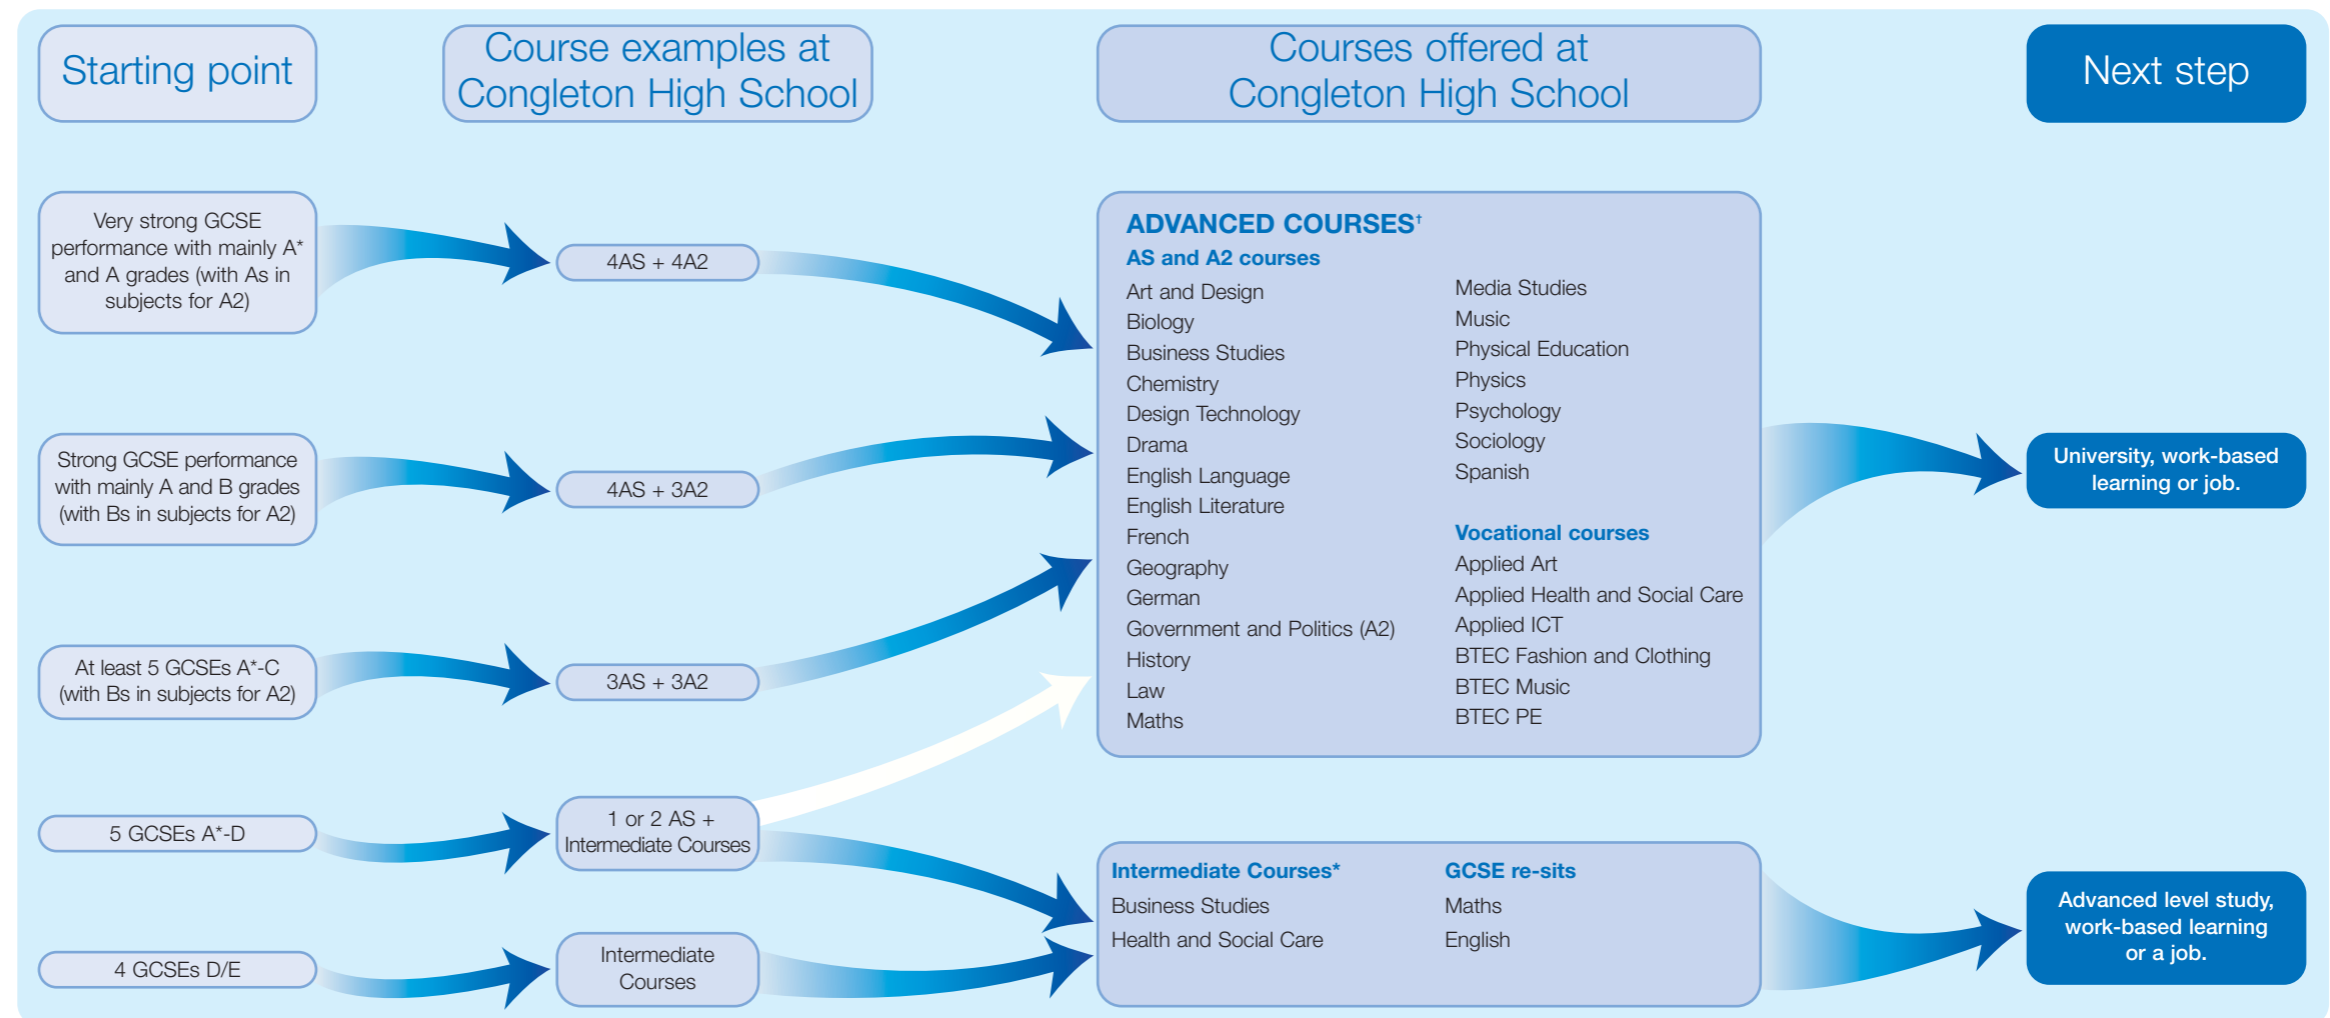 Starting point
Course examples at
Congleton High School
Courses offered at
Congleton High School
Next step
Very strong GCSE
performance with mainly A*
and A grades (with As in
subjects for A2)
4AS + 4A2
Strong GCSE performance
with mainly A and B grades
(with Bs in subjects for A2)
4AS + 3A2
At least 5 GCSEs A*-C
(with Bs in subjects for A2)
3AS + 3A2
5 GCSEs A*-D
1 or 2 AS +
Intermediate Courses
4 GCSEs D/E
Intermediate
Courses
ADVANCED COURSES†
AS and A2 courses
Art and Design
Biology
Business Studies
Chemistry
Design Technology
Drama
English Language
English Literature
French
Geography
German
Government and Politics (A2)
History
Law
Maths
Media Studies
Music
Physical Education
Physics
Psychology
Sociology
Spanish
Vocational courses
Applied Art
Applied Health and Social Care
Applied ICT
BTEC Fashion and Clothing
BTEC Music
BTEC PE
Intermediate Courses*
Business Studies
Health and Social Care
GCSE re-sits
Maths
English
University, work-based
learning or job.
Advanced level study,
work-based learning
or a job.